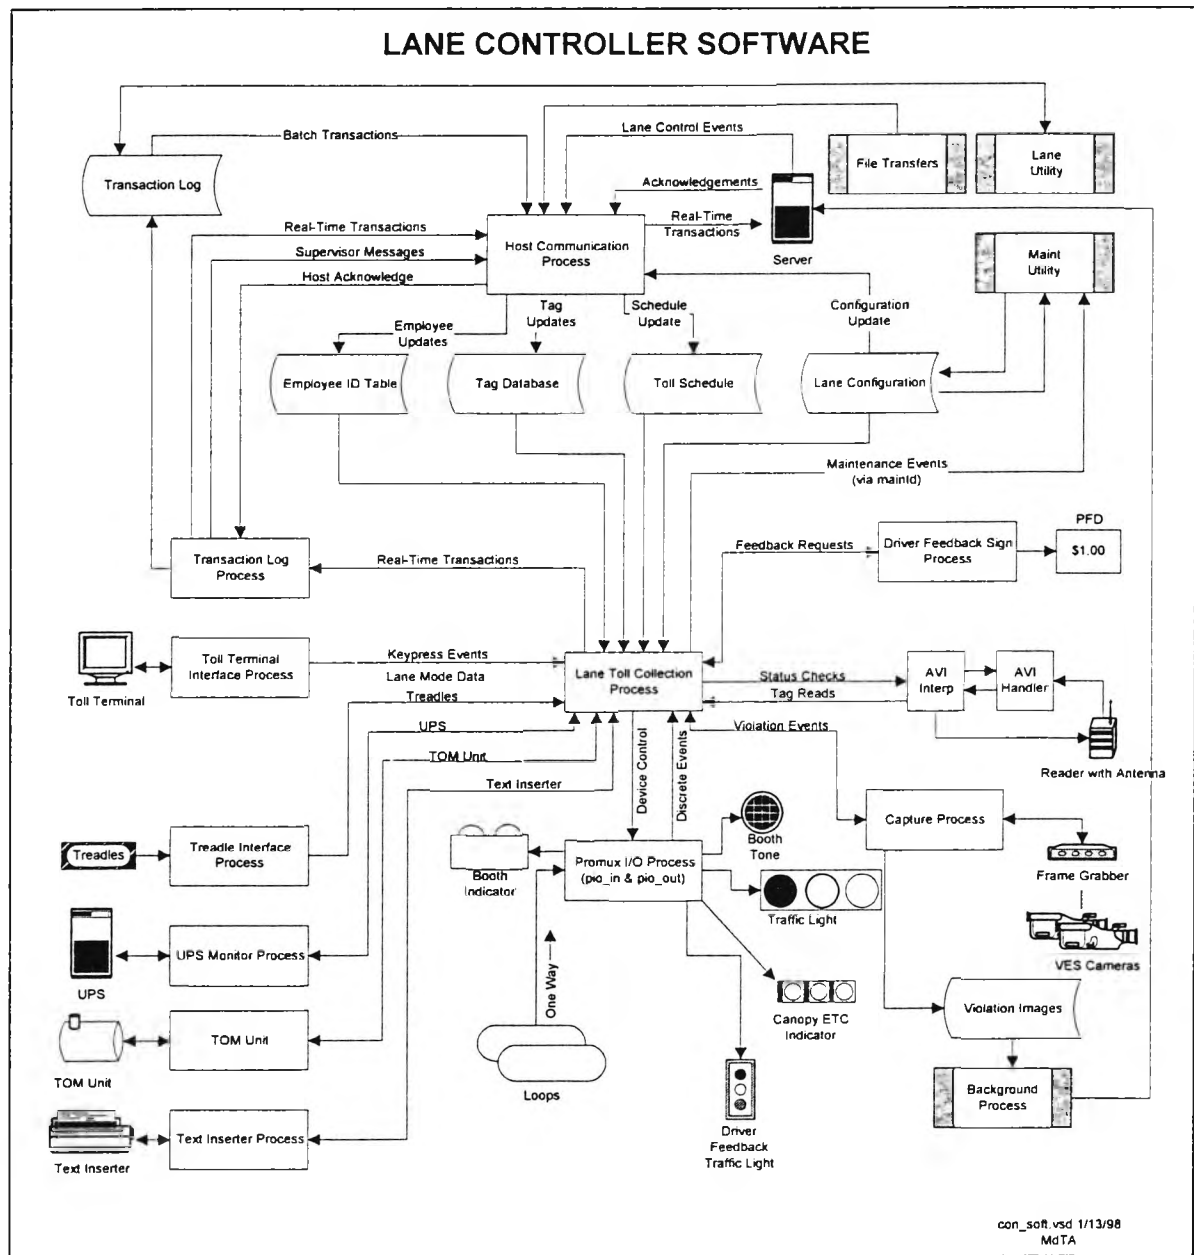 LANE CONTROLLER SOFTWARE
Batch Transactions
Lane Control Events
Transaction Log
File Transfers
Lane
Utility
Acknowledgements
Real-Time Transactions
Real-Time
Transactions
Host Communication
Process
Supervisor Messages
Server
Maint
Utility
Host Acknowledge
Tag
Updates
Schedule
Update
Configuration
Update
Employee
Updates
Employee ID Table
Tag Database
Toll Schedule
Lane Configuration
Maintenance Events
(via maintd)
PFD
Transaction Log
Process
Real-Time Transactions
Feedback Requests
Driver Feedback Sign
Process
$1.00
Toll Terminal
Toll Terminal
Interface Process
Keypress Events
Lane Mode Data
Lane Toll Collection
Process
Status Checks
Tag Reads
AVI
Interp
AVI
Handler
Treadles
UPS
Violation Events
TOM Unit
Reader with Antenna
Text Inserter
Device Control
Discrete Events
Treadles
Treadle Interface
Process
Booth
Indicator
Promux I/O Process
(pio_in & pio_out)
Booth
Tone
Capture Process
Frame Grabber
Traffic Light
UPS
UPS Monitor Process
VES Cameras
One Way
Canopy ETC
Indicator
Violation Images
TOM Unit
TOM Unit
Loops
Background
Process
Text Inserter
Text Inserter Process
Driver
Feedback
Traffic Light
con_soft.vsd 1/13/98
MdTA